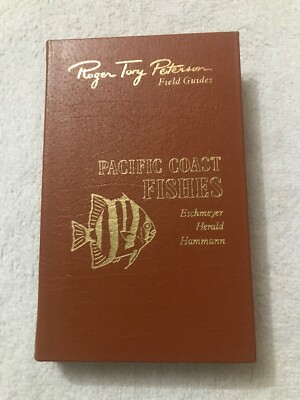 Roger Tory Peterson
Field Guides
PACIFIC COAST
FISHES
Eschmeyer
Herald
Hammann